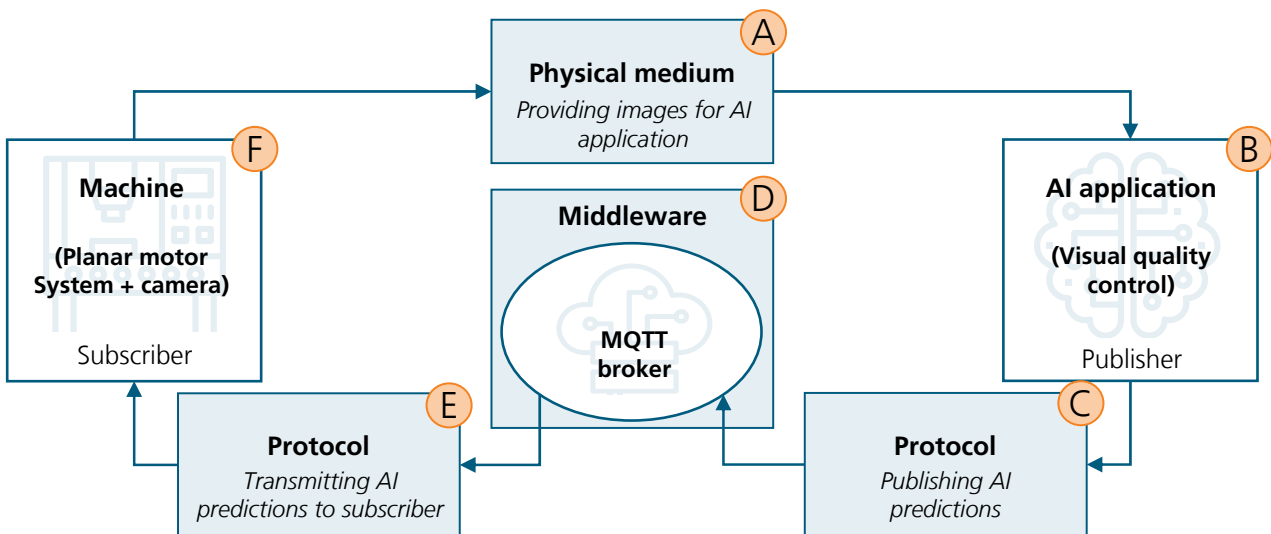 A
Physical medium
Providing images for AI
application
F
Machine
(Planar motor
System + camera)
Subscriber
D
Middleware
MQTT
broker
B
AI application
(Visual quality
control)
Publisher
E
Protocol
Transmitting AI
predictions to subscriber
C
Protocol
Publishing AI
predictions